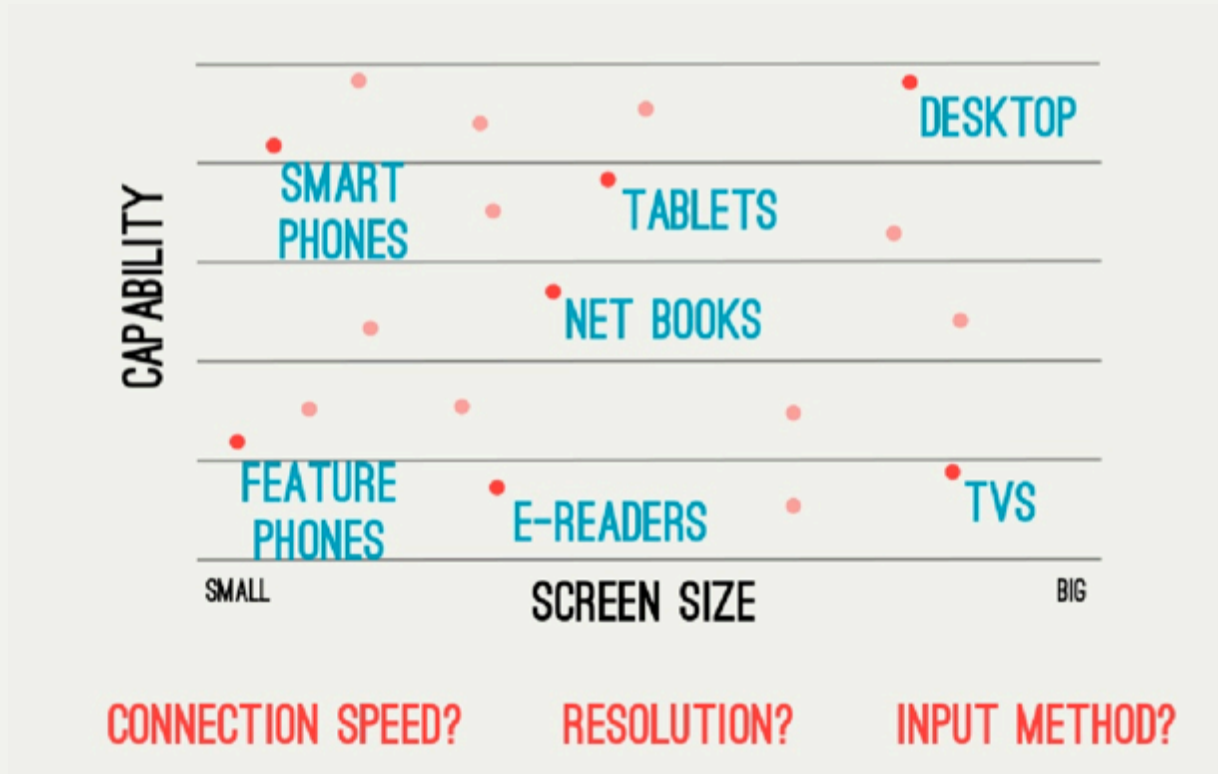 DESKTOP
SMART
PHONES
TABLETS
CAPABILITY
NET BOOKS
FEATURE
PHONES
E-READERS
TVS
SMALL
SCREEN SIZE
BIG
CONNECTION SPEED?
RESOLUTION?
INPUT METHOD?